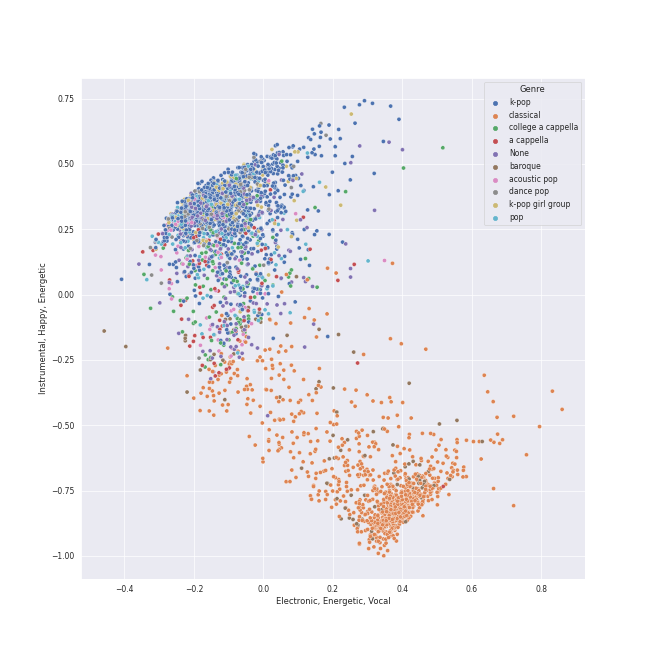 Genre
k-pop
classical
college a cappella
a cappella
None
baroque
acoustic pop
dance pop
k-pop girl group
pop
0.75
0.50
0.25
0.00
−0.25
−0.50
−0.75
−1.00
Instrumental, Happy, Energetic
−0.4 −0.2 0.0 0.2 0.4 0.6 0.8
Electronic, Energetic, Vocal